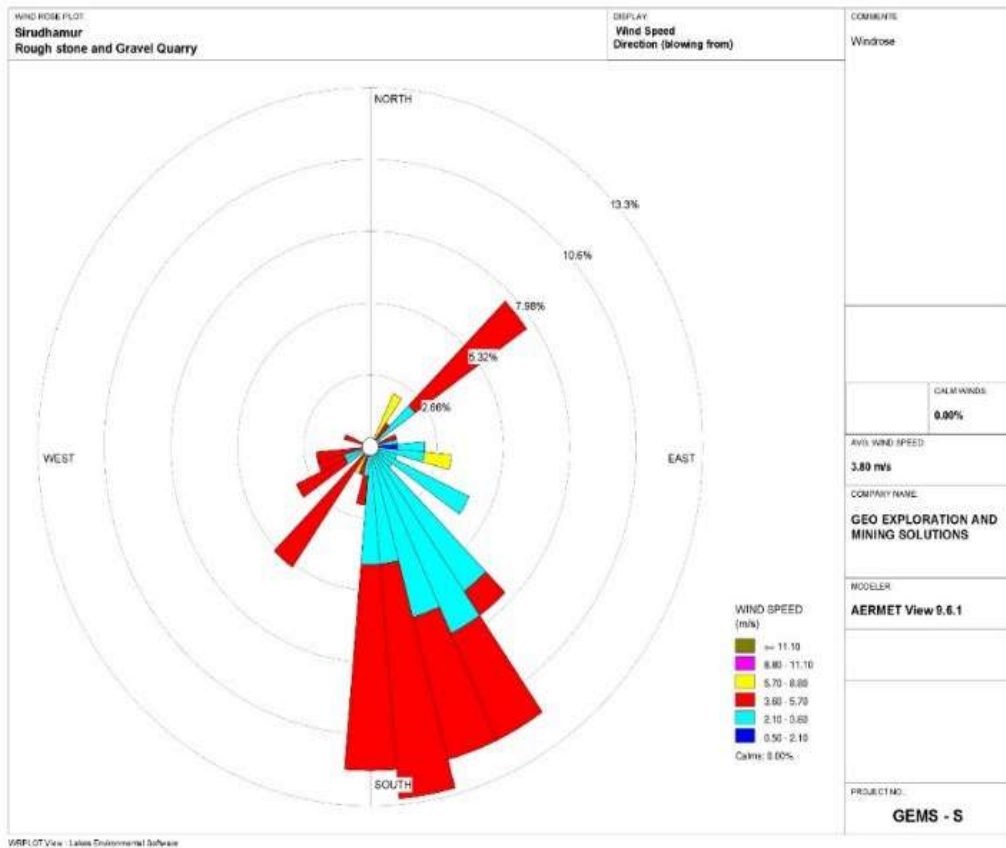 WIND ROSE PLOT:
Sirudhamur
Rough stone and Gravel Quarry
DISPLAY:
Wind Speed
Direction (blowing from)
COMMENTS:
Windrose
NORTH
13.3%
10.6%
7.98%
5.32%
2.66%
WEST
EAST
SOUTH
WIND SPEED
(m/s)
>= 11.10
8.80 - 11.10
5.70 - 8.80
3.60 - 5.70
2.10 - 3.60
0.50 - 2.10
Calms: 0.00%
CALM WINDS:
0.00%
AVG. WIND SPEED:
3.80 m/s
COMPANY NAME:
GEO EXPLORATION AND
MINING SOLUTIONS
MODELER:
AERMET View 9.6.1
PROJECT NO.:
GEMS - S
WRPLOT View - Lakes Environmental Software